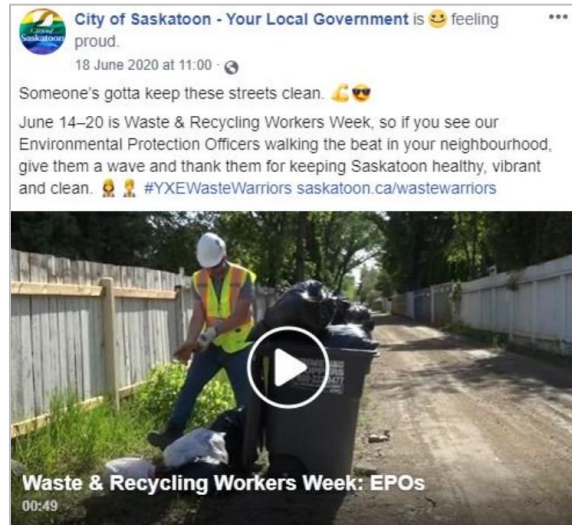 City of Saskatoon
City of Saskatoon - Your Local Government is 😃 feeling
proud.
18 June 2020 at 11:00 ·
Someone's gotta keep these streets clean. 💪😎
June 14–20 is Waste & Recycling Workers Week, so if you see our
Environmental Protection Officers walking the beat in your neighbourhood,
give them a wave and thank them for keeping Saskatoon healthy, vibrant
and clean. 👷‍♀️ 🤵 #YXEWasteWarriors saskatoon.ca/wastewarriors
Waste & Recycling Workers Week: EPOs
00:49